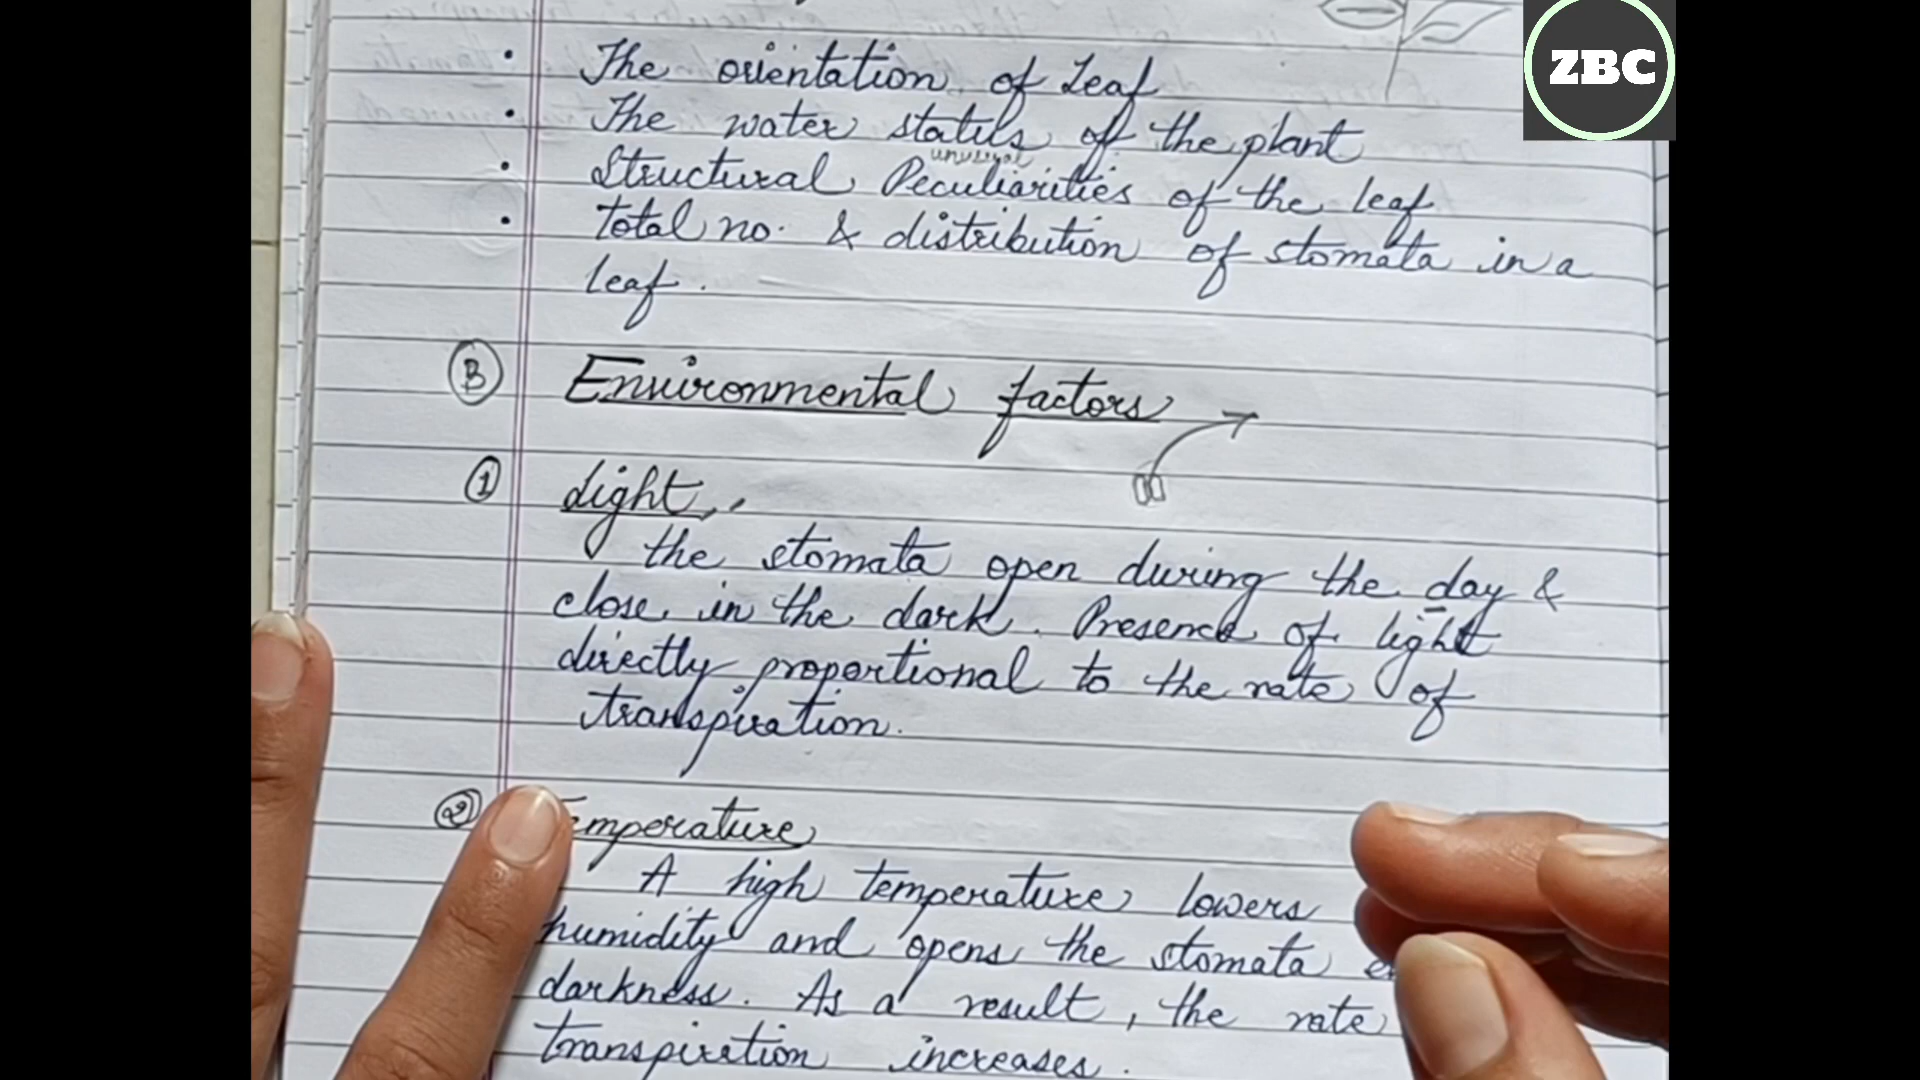 ZBC
• The orientation of Leaf
• The water status of the plant
unusual
• Structural Peculiarities of the leaf
• Total no. & distribution of stomata in a
leaf.
B Environmental factors
1 Light
the stomata open during the day &
close in the dark. Presence of light
directly proportional to the rate of
transpiration.
2 Temperature
A high temperature lowers
humidity and opens the stomata
darkness. As a result, the rate
transpiration increases.